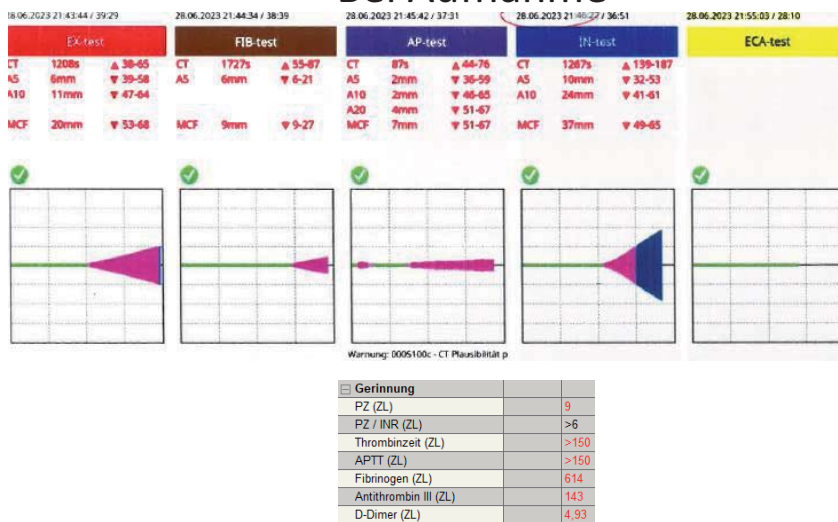 Bei Aufnahme
28.06.2023 21:43:44 / 39:29
EX-test
CT 1208s ▲ 38-65
A5 6mm ▼ 39-58
A10 11mm ▼ 47-64
MCF 20mm ▼ 53-68
28.06.2023 21:44:34 / 38:39
FIB-test
CT 1727s ▲ 55-87
A5 6mm ▼ 6-21
MCF 9mm ▼ 9-27
28.06.2023 21:45:42 / 37:31
AP-test
CT 87s ▲ 44-76
A5 2mm ▼ 36-59
A10 2mm ▼ 46-65
A20 4mm ▼ 51-67
MCF 7mm ▼ 51-67
Warnung: 0005100c - CT Plausibilität p
28.06.2023 21:46:22 / 36:51
IN-test
CT 1267s ▲ 139-187
A5 10mm ▼ 32-53
A10 24mm ▼ 41-61
MCF 37mm ▼ 49-65
28.06.2023 21:55:03 / 28:10
ECA-test
Gerinnung
PZ (ZL) 9
PZ / INR (ZL) >6
Thrombinzeit (ZL) >150
APTT (ZL) >150
Fibrinogen (ZL) 614
Antithrombin III (ZL) 143
D-Dimer (ZL) 4.93